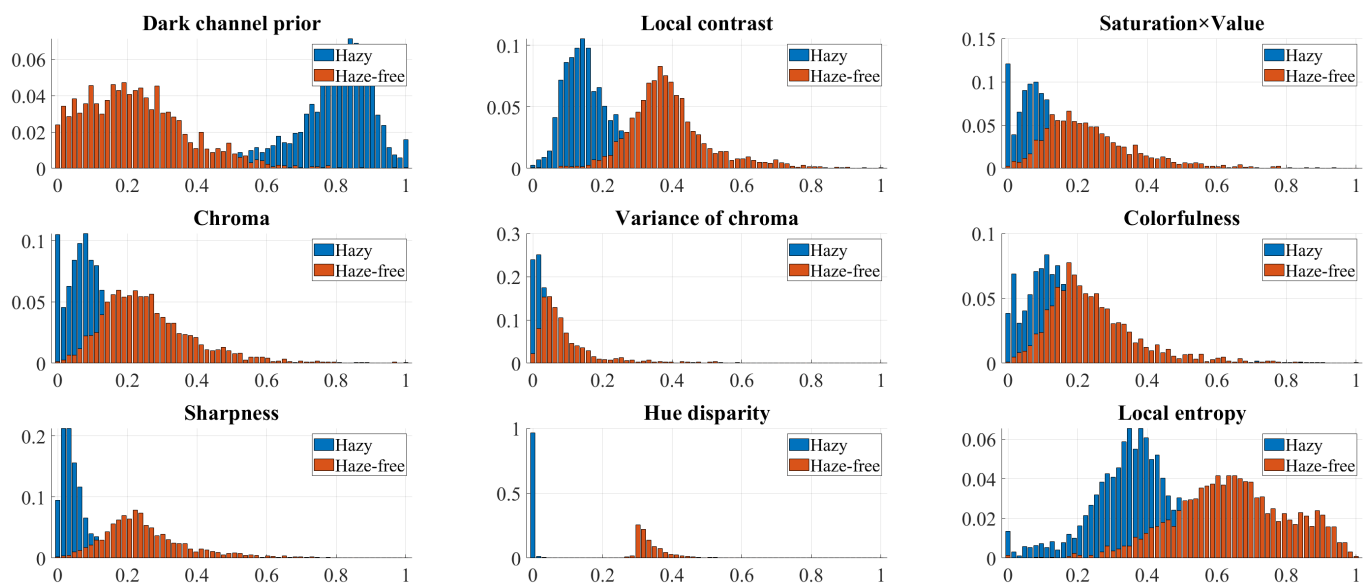 Dark channel prior
0.06
0.04
0.02
0
0 0.2 0.4 0.6 0.8 1
Hazy
Haze-free
Local contrast
0.1
0.05
0
0 0.2 0.4 0.6 0.8 1
Hazy
Haze-free
Saturation×Value
0.15
0.1
0.05
0
0 0.2 0.4 0.6 0.8 1
Hazy
Haze-free
Chroma
0.1
0.05
0
0 0.2 0.4 0.6 0.8 1
Hazy
Haze-free
Variance of chroma
0.3
0.2
0.1
0
0 0.2 0.4 0.6 0.8 1
Hazy
Haze-free
Colorfulness
0.1
0.05
0
0 0.2 0.4 0.6 0.8 1
Hazy
Haze-free
Sharpness
0.2
0.1
0
0 0.2 0.4 0.6 0.8 1
Hazy
Haze-free
Hue disparity
1
0.5
0
0 0.2 0.4 0.6 0.8 1
Hazy
Haze-free
Local entropy
0.06
0.04
0.02
0
0 0.2 0.4 0.6 0.8 1
Hazy
Haze-free